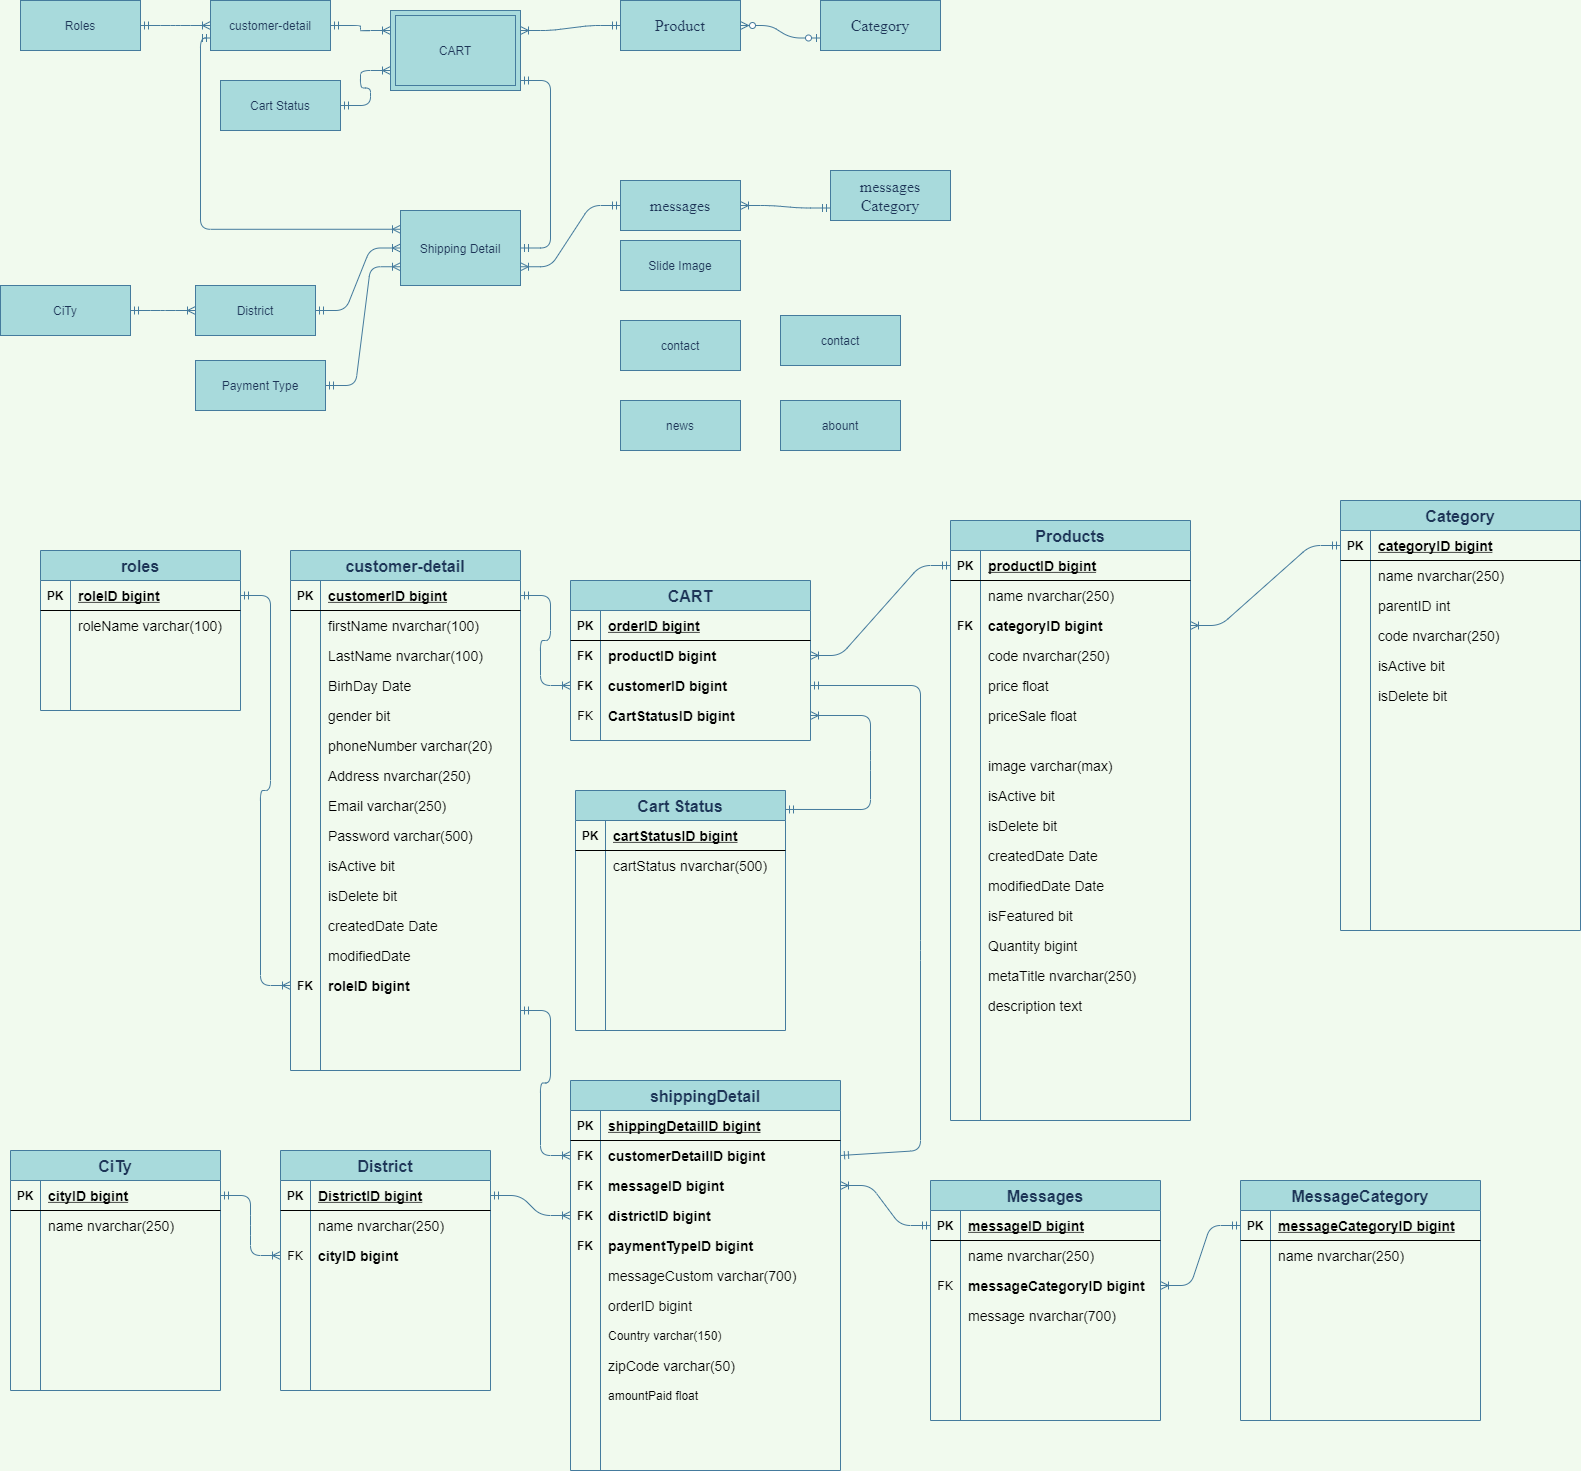 Roles
customer-detail
CART
Product
Category
Cart Status
messages
messages
Category
Shipping Detail
Slide Image
CiTy
District
contact
contact
Payment Type
news
abount
roles
PK roleID bigint
roleName varchar(100)
customer-detail
PK customerID bigint
firstName nvarchar(100)
LastName nvarchar(100)
BirhDay Date
gender bit
phoneNumber varchar(20)
Address nvarchar(250)
Email varchar(250)
Password varchar(500)
isActive bit
isDelete bit
createdDate Date
modifiedDate
FK roleID bigint
CART
PK orderID bigint
FK productID bigint
FK customerID bigint
FK CartStatusID bigint
Cart Status
PK cartStatusID bigint
cartStatus nvarchar(500)
Products
PK productID bigint
name nvarchar(250)
FK categoryID bigint
code nvarchar(250)
price float
priceSale float
image varchar(max)
isActive bit
isDelete bit
createdDate Date
modifiedDate Date
isFeatured bit
Quantity bigint
metaTitle nvarchar(250)
description text
Category
PK categoryID bigint
name nvarchar(250)
parentID int
code nvarchar(250)
isActive bit
isDelete bit
CiTy
PK cityID bigint
name nvarchar(250)
District
PK DistrictID bigint
name nvarchar(250)
FK cityID bigint
shippingDetail
PK shippingDetailID bigint
FK customerDetailID bigint
FK messageID bigint
FK districtID bigint
FK paymentTypeID bigint
messageCustom varchar(700)
orderID bigint
Country varchar(150)
zipCode varchar(50)
amountPaid float
Messages
PK messageID bigint
name nvarchar(250)
FK messageCategoryID bigint
message nvarchar(700)
MessageCategory
PK messageCategoryID bigint
name nvarchar(250)